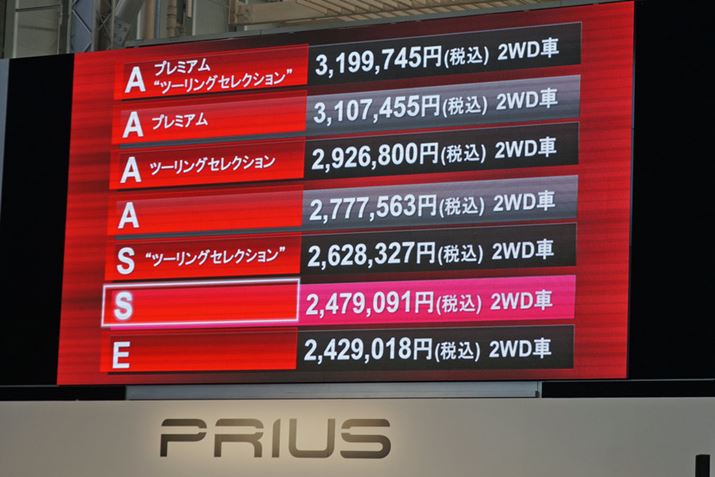 A プレミアム
“ツーリングセレクション” 3,199,745円(税込) 2WD車
A プレミアム 3,107,455円(税込) 2WD車
A ツーリングセレクション 2,926,800円(税込) 2WD車
A 2,777,563円(税込) 2WD車
S “ツーリングセレクション” 2,628,327円(税込) 2WD車
S 2,479,091円(税込) 2WD車
E 2,429,018円(税込) 2WD車
PRIUS